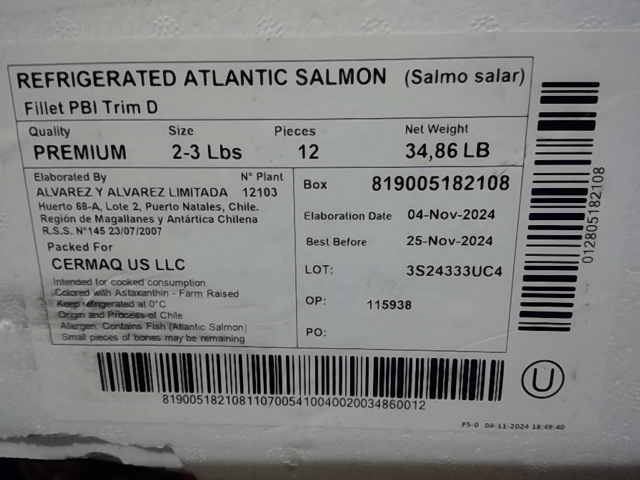 REFRIGERATED ATLANTIC SALMON (Salmo salar)
Fillet PBI Trim D
Quality Size Pieces Net Weight
PREMIUM 2-3 Lbs 12 34,86 LB
Elaborated By N° Plant
ALVAREZ Y ALVAREZ LIMITADA 12103
Huerto 68-A, Lote 2, Puerto Natales, Chile.
Región de Magallanes y Antártica Chilena
R.S.S. N°145 23/07/2007
Packed For
CERMAQ US LLC
Intended for cooked consumption
Colored with Astaxanthin - Farm Raised
Keep refrigerated at 0°C
Origin and Process of Chile
Allergen: Contains Fish (Atlantic Salmon)
Small pieces of bones may be remaining
Box 819005182108
Elaboration Date 04-Nov-2024
Best Before 25-Nov-2024
LOT: 3S24333UC4
OP: 115938
PO:
012805182108
U
8190051821081107005410040020034860012
P5-0 04-11-2024 18:49:40